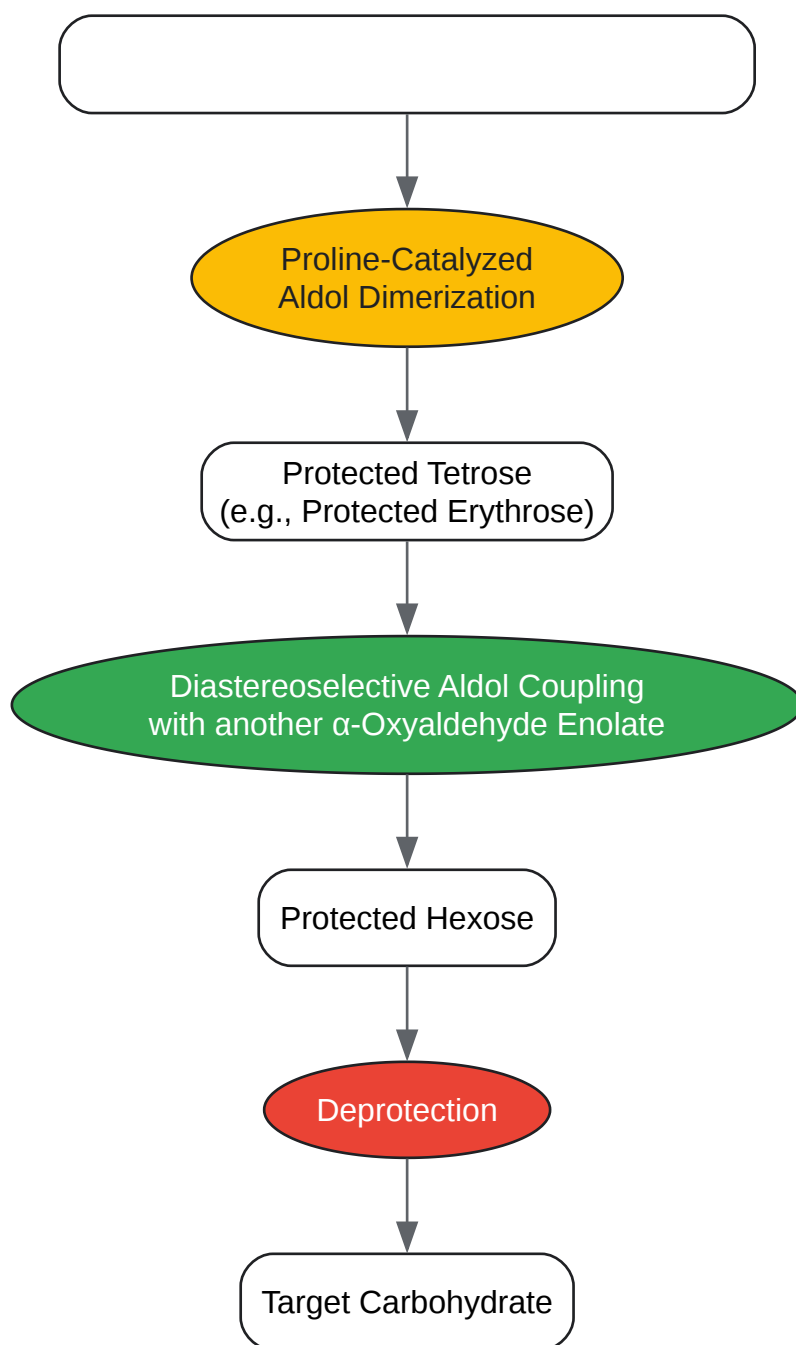 Proline-Catalyzed
Aldol Dimerization
Protected Tetrose
(e.g., Protected Erythrose)
Diastereoselective Aldol Coupling
with another α-Oxyaldehyde Enolate
Protected Hexose
Deprotection
Target Carbohydrate